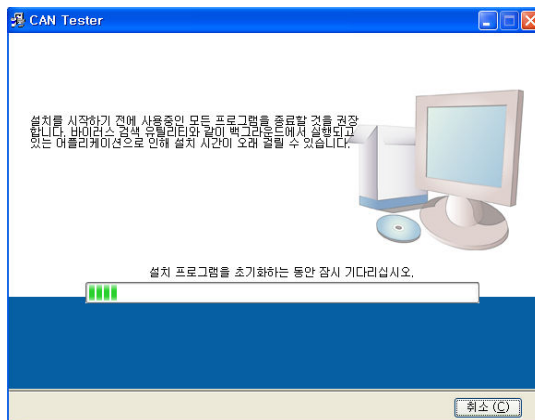 CAN Tester
설치를 시작하기 전에 사용중인 모든 프로그램을 종료할 것을 권장
합니다. 바이러스 검색 유틸리티와 같이 백그라운드에서 실행되고
있는 어플리케이션으로 인해 설치 시간이 오래 걸릴 수 있습니다.
설치 프로그램을 초기화하는 동안 잠시 기다리십시오.
취소 (C)